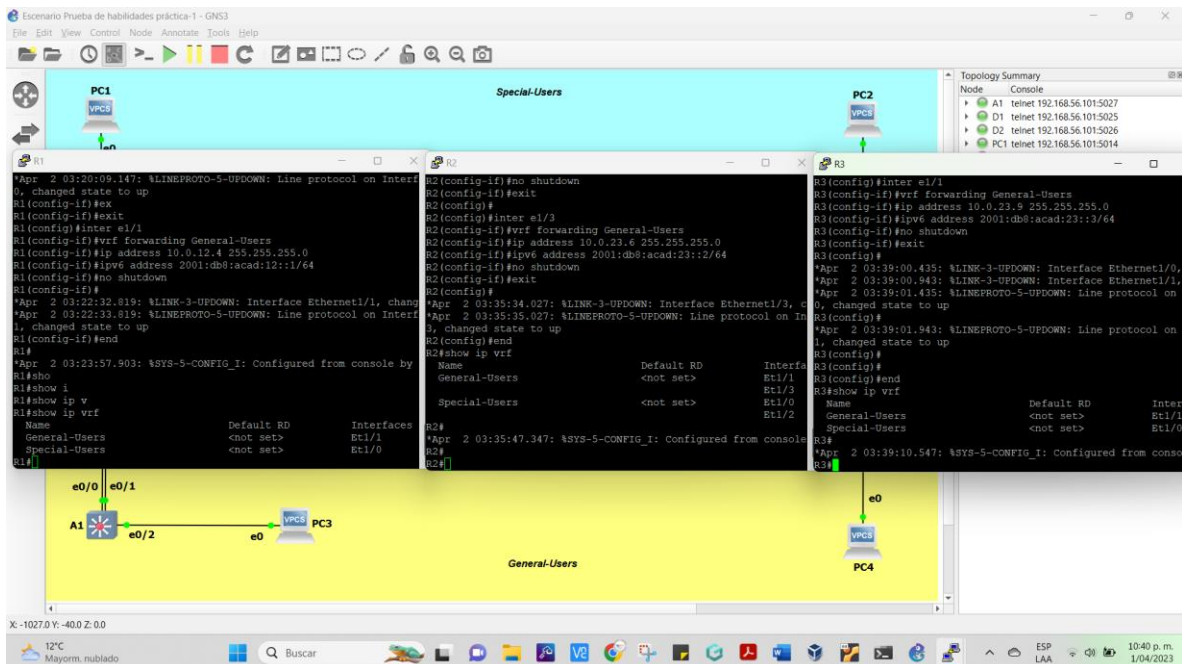 Escenario Prueba de habilidades práctica-1 - GNS3
File Edit View Control Node Annotate Tools Help
PC1
VPCS
e0
Special-Users
PC2
VPCS
Topology Summary
Node Console
A1 telnet 192.168.56.101:5027
D1 telnet 192.168.56.101:5025
D2 telnet 192.168.56.101:5026
PC1 telnet 192.168.56.101:5014
R1
*Apr 2 03:20:09.147: %LINEPROTO-5-UPDOWN: Line protocol on Interf
0, changed state to up
R1(config-if)#ex
R1(config-if)#exit
R1(config)#inter e1/1
R1(config-if)#vrf forwarding General-Users
R1(config-if)#ip address 10.0.12.4 255.255.255.0
R1(config-if)#ipv6 address 2001:db8:acad:12::1/64
R1(config-if)#no shutdown
R1(config-if)#
*Apr 2 03:22:32.819: %LINK-3-UPDOWN: Interface Ethernet1/1, chang
*Apr 2 03:22:33.819: %LINEPROTO-5-UPDOWN: Line protocol on Interf
1, changed state to up
R1(config-if)#end
R1#
*Apr 2 03:23:57.903: %SYS-5-CONFIG_I: Configured from console by
R1#sho
R1#show i
R1#show ip v
R1#show ip vrf
Name Default RD Interfaces
General-Users <not set> Et1/1
Special-Users <not set> Et1/0
R1#
R2
R2(config-if)#no shutdown
R2(config-if)#exit
R2(config)#
R2(config)#inter e1/3
R2(config-if)#vrf forwarding General-Users
R2(config-if)#ip address 10.0.23.6 255.255.255.0
R2(config-if)#ipv6 address 2001:db8:acad:23::2/64
R2(config-if)#no shutdown
R2(config-if)#exit
R2(config)#
*Apr 2 03:35:34.027: %LINK-3-UPDOWN: Interface Ethernet1/3, c
*Apr 2 03:35:35.027: %LINEPROTO-5-UPDOWN: Line protocol on In
3, changed state to up
R2(config)#end
R2#show ip vrf
Name Default RD Interfa
General-Users <not set> Et1/1
Et1/3
Special-Users <not set> Et1/0
Et1/2
R2#
*Apr 2 03:35:47.347: %SYS-5-CONFIG_I: Configured from console
R2#
R2#
R3
R3(config)#inter e1/1
R3(config-if)#vrf forwarding General-Users
R3(config-if)#ip address 10.0.23.9 255.255.255.0
R3(config-if)#ipv6 address 2001:db8:acad:23::3/64
R3(config-if)#no shutdown
R3(config-if)#exit
R3(config)#
*Apr 2 03:39:00.435: %LINK-3-UPDOWN: Interface Ethernet1/0,
*Apr 2 03:39:00.943: %LINK-3-UPDOWN: Interface Ethernet1/1,
*Apr 2 03:39:01.435: %LINEPROTO-5-UPDOWN: Line protocol on
0, changed state to up
R3(config)#
*Apr 2 03:39:01.943: %LINEPROTO-5-UPDOWN: Line protocol on
1, changed state to up
R3(config)#
R3(config)#
R3(config)#end
R3#show ip vrf
Name Default RD Inter
General-Users <not set> Et1/1
Special-Users <not set> Et1/0
R3#
*Apr 2 03:39:10.547: %SYS-5-CONFIG_I: Configured from conso
R3#
e0/0 e0/1
A1
e0/2
e0
VPCS
PC3
General-Users
e0
VPCS
PC4
X: -1027.0 Y: -40.0 Z: 0.0
12°C
Mayorm. nublado
Buscar
ESP
LAA
10:40 p. m.
1/04/2023